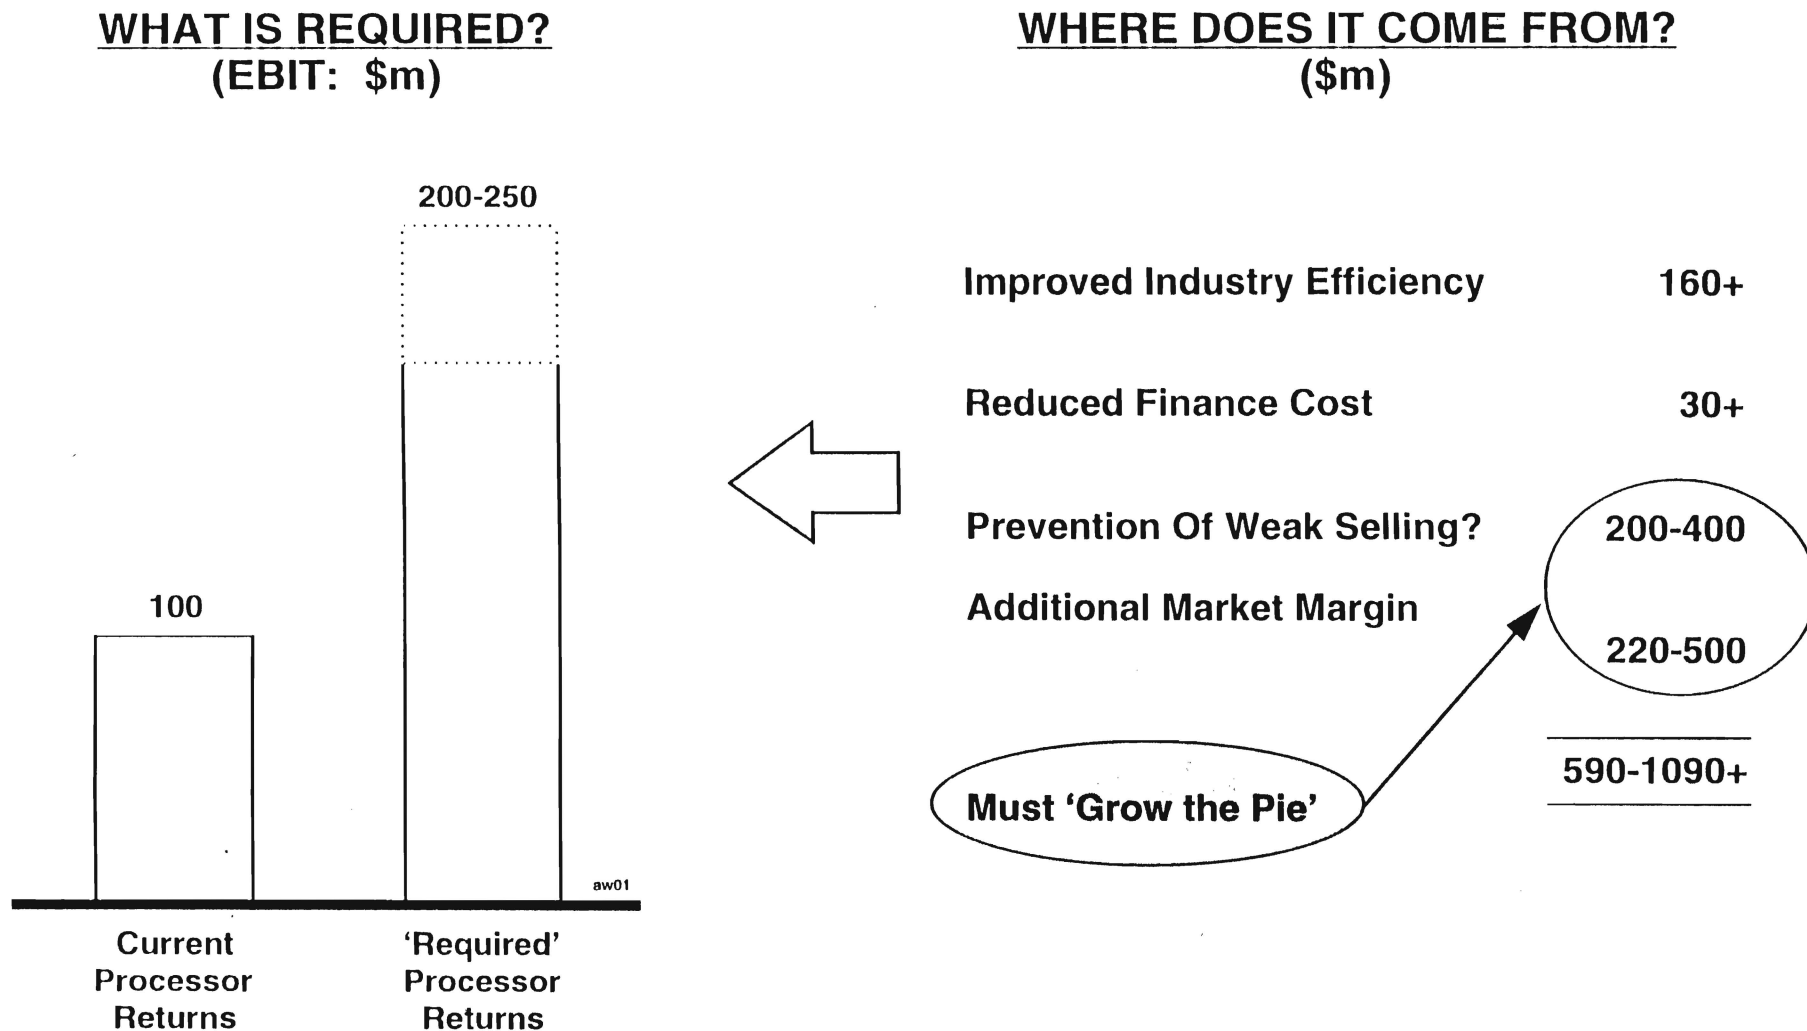 WHAT IS REQUIRED?
(EBIT: $m)
200-250
100
aw01
Current
Processor
Returns
‘Required’
Processor
Returns
WHERE DOES IT COME FROM?
($m)
Improved Industry Efficiency 160+
Reduced Finance Cost 30+
Prevention Of Weak Selling? 200-400
Additional Market Margin
220-500
590-1090+
Must ‘Grow the Pie’